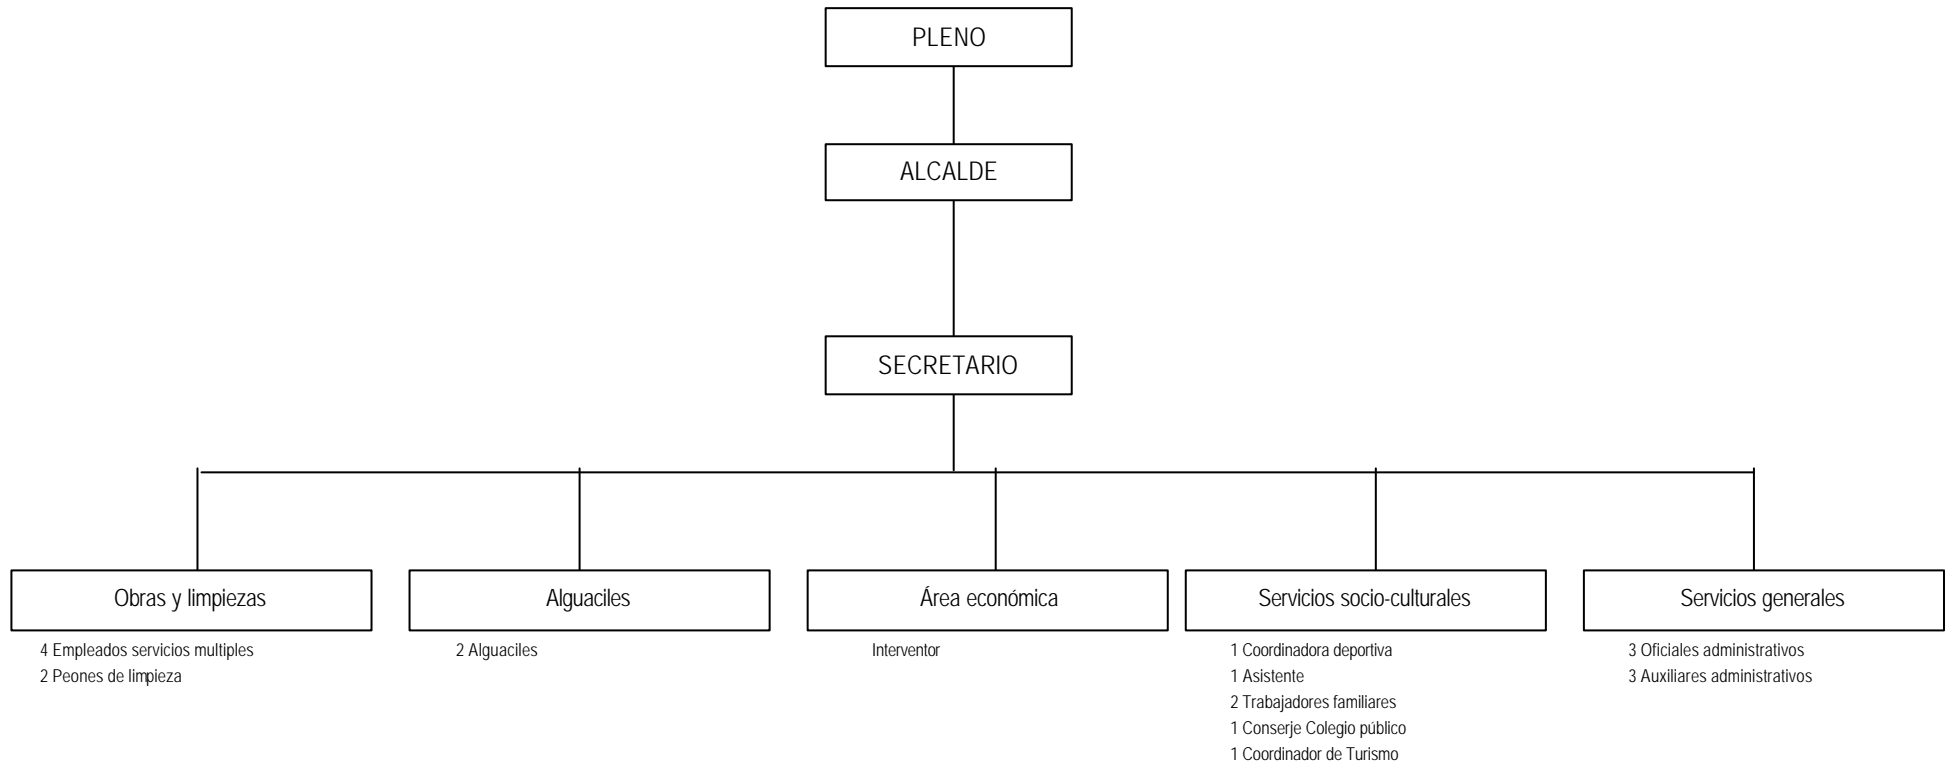 PLENO
ALCALDE
SECRETARIO
Obras y limpiezas
4 Empleados servicios multiples
2 Peones de limpieza
Alguaciles
2 Alguaciles
Área económica
Interventor
Servicios socio-culturales
1 Coordinadora deportiva
1 Asistente
2 Trabajadores familiares
1 Conserje Colegio público
1 Coordinador de Turismo
Servicios generales
3 Oficiales administrativos
3 Auxiliares administrativos